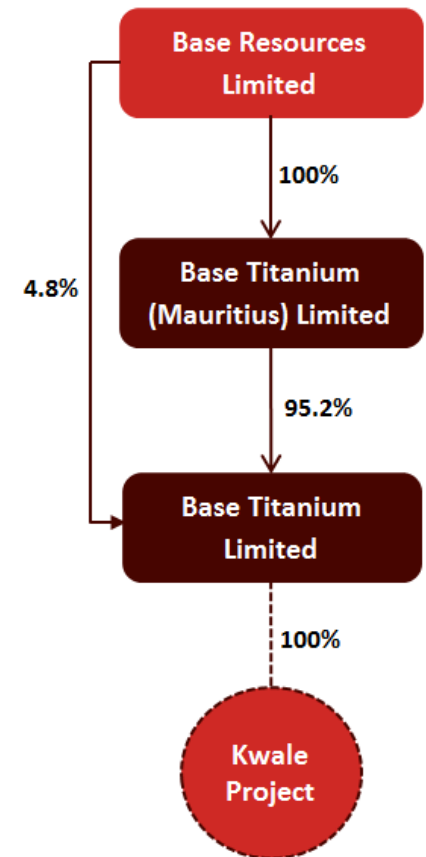 Base Resources
Limited
100%
4.8%
Base Titanium
(Mauritius) Limited
95.2%
Base Titanium
Limited
100%
Kwale
Project